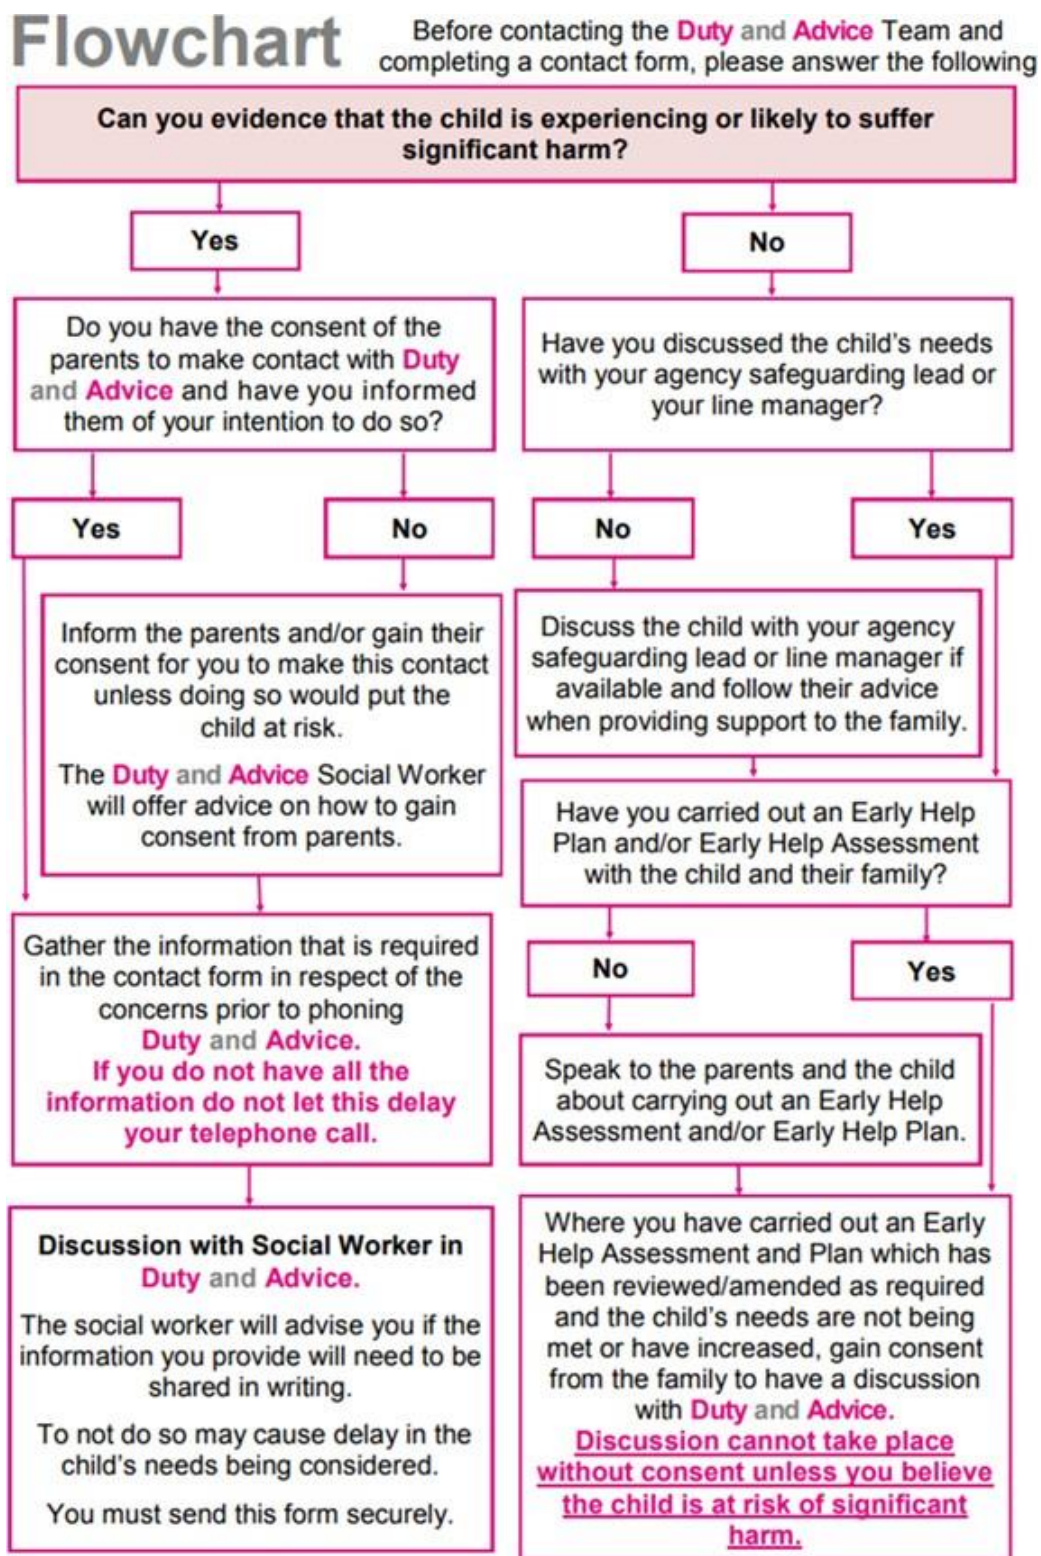 Flowchart
Before contacting the Duty and Advice Team and
completing a contact form, please answer the following
Can you evidence that the child is experiencing or likely to suffer
significant harm?
Yes
No
Do you have the consent of the
parents to make contact with Duty
and Advice and have you informed
them of your intention to do so?
Have you discussed the child's needs
with your agency safeguarding lead or
your line manager?
Yes
No
No
Yes
Inform the parents and/or gain their
consent for you to make this contact
unless doing so would put the
child at risk.
The Duty and Advice Social Worker
will offer advice on how to gain
consent from parents.
Discuss the child with your agency
safeguarding lead or line manager if
available and follow their advice
when providing support to the family.
Have you carried out an Early Help
Plan and/or Early Help Assessment
with the child and their family?
Gather the information that is required
in the contact form in respect of the
concerns prior to phoning
Duty and Advice.
If you do not have all the
information do not let this delay
your telephone call.
No
Yes
Speak to the parents and the child
about carrying out an Early Help
Assessment and/or Early Help Plan.
Discussion with Social Worker in
Duty and Advice.
The social worker will advise you if the
information you provide will need to be
shared in writing.
To not do so may cause delay in the
child's needs being considered.
You must send this form securely.
Where you have carried out an Early
Help Assessment and Plan which has
been reviewed/amended as required
and the child's needs are not being
met or have increased, gain consent
from the family to have a discussion
with Duty and Advice.
Discussion cannot take place
without consent unless you believe
the child is at risk of significant
harm.